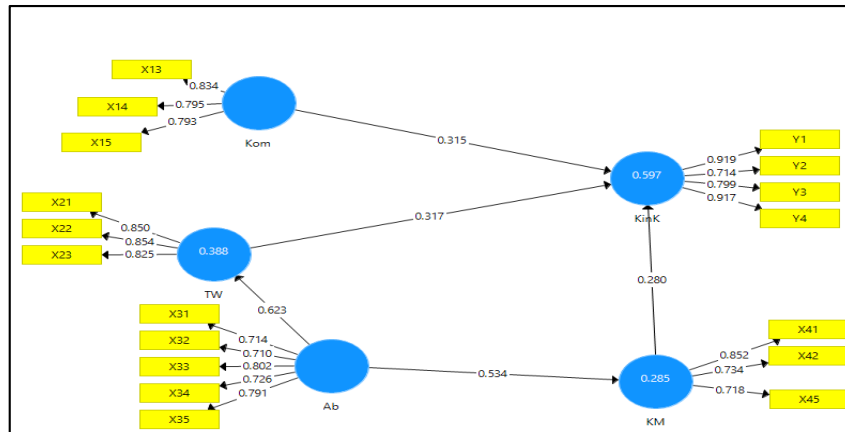 X13
0.834
X14
0.795
X15
0.793
Kom
0.315
Y1
0.919
Y2
0.714
Y3
0.799
Y4
0.917
0.597
KinK
X21
0.850
X22
0.854
X23
0.825
0.388
TW
0.317
0.280
0.623
X31
0.714
X32
0.710
X33
0.802
X34
0.726
X35
0.791
Ab
0.534
0.285
KM
X41
0.852
X42
0.734
X45
0.718